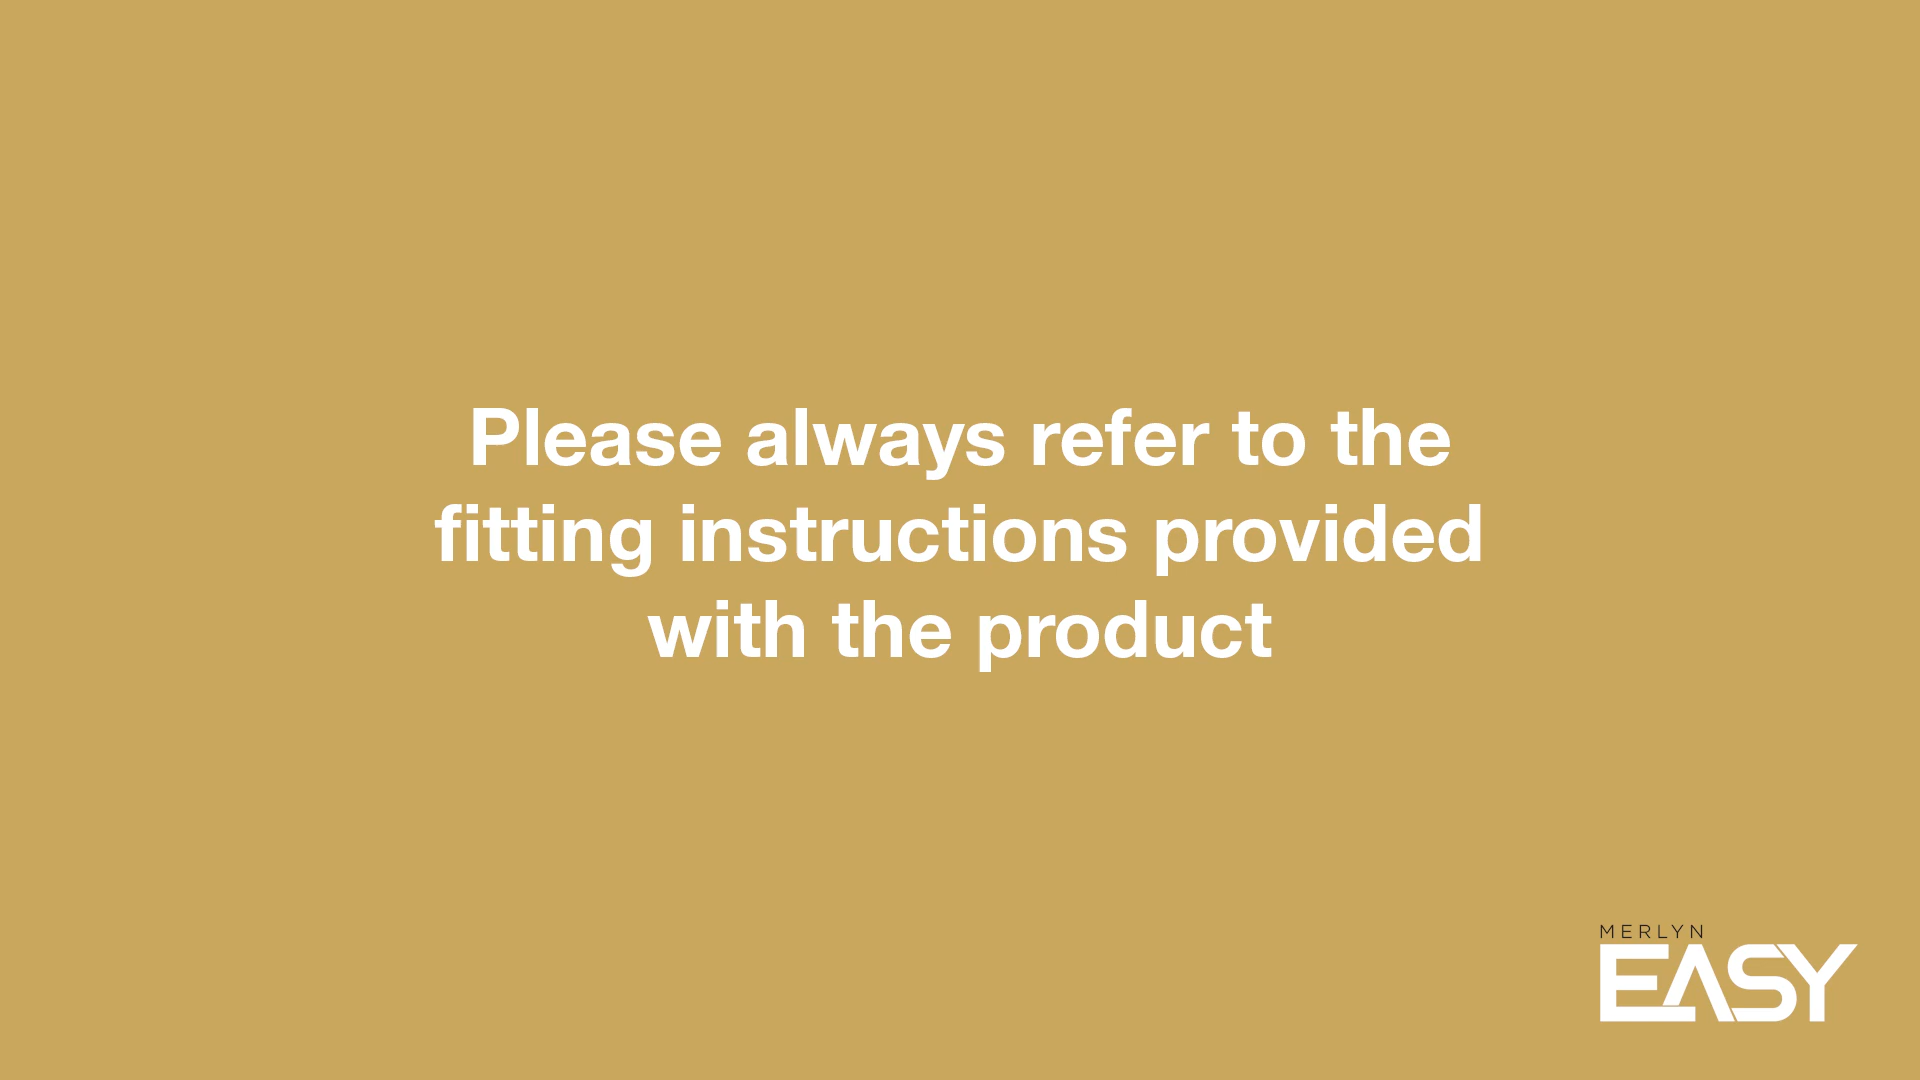 Please always refer to the
fitting instructions provided
with the product
MERLYN
EASY